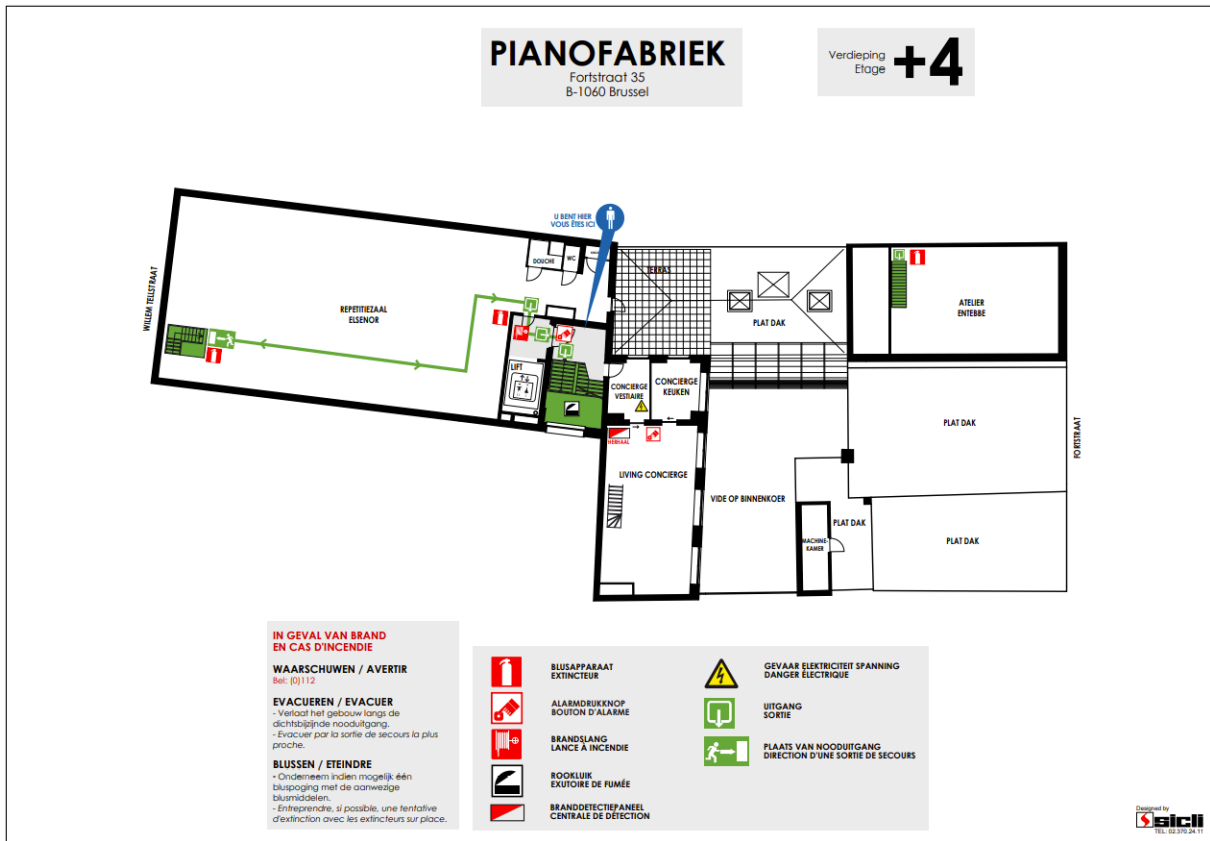 PIANOFABRIEK
Fortstraat 35
B-1060 Brussel
Verdieping
Etage
+4
U BENT HIER
VOUS ÊTES ICI
WILLEM TELLSTRAAT
REPETITIEZAAL
ELSENOR
DOUCHE
WC
TERRAS
PLAT DAK
ATELIER
ENTEBBE
LIFT
CONCIERGE
VESTIAIRE
CONCIERGE
KEUKEN
HERHAAL
LIVING CONCIERGE
VIDE OP BINNENKOER
PLAT DAK
FORTSTRAAT
MACHINE-
KAMER
PLAT DAK
PLAT DAK
IN GEVAL VAN BRAND
EN CAS D'INCENDIE
WAARSCHUWEN / AVERTIR
Bel: (0)112
EVACUEREN / EVACUER
- Verlaat het gebouw langs de
dichtsbijzijnde nooduitgang.
- Evacuer par la sortie de secours la plus
proche.
BLUSSEN / ETEINDRE
- Onderneem indien mogelijk één
bluspoging met de aanwezige
blusmiddelen.
- Entreprendre, si possible, une tentative
d'extinction avec les extincteurs sur place.
BLUSAPPARAAT
EXTINCTEUR
ALARMDRUKKNOP
BOUTON D'ALARME
BRANDSLANG
LANCE À INCENDIE
ROOKLUIK
EXUTOIRE DE FUMÉE
BRANDDETECTIEPANEEL
CENTRALE DE DÉTECTION
GEVAAR ELEKTRICITEIT SPANNING
DANGER ÉLECTRIQUE
UITGANG
SORTIE
PLAATS VAN NOODUITGANG
DIRECTION D'UNE SORTIE DE SECOURS
Designed by
sicli
TEL: 02.370.24.11